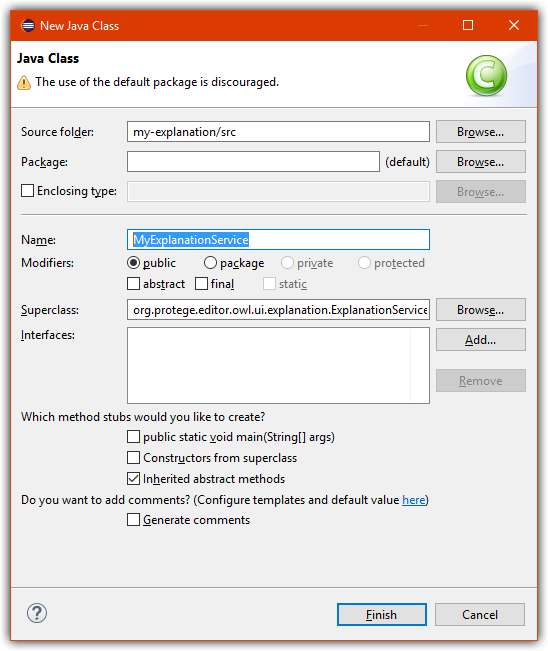 New Java Class
Java Class
The use of the default package is discouraged.
Source folder: my-explanation/src Browse...
Package: (default) Browse...
Enclosing type: Browse...
Name: MyExplanationService
Modifiers: public package private protected
abstract final static
Superclass: org.protege.editor.owl.ui.explanation.ExplanationService Browse...
Interfaces: Add...
Remove
Which method stubs would you like to create?
public static void main(String[] args)
Constructors from superclass
Inherited abstract methods
Do you want to add comments? (Configure templates and default value here)
Generate comments
? Finish Cancel